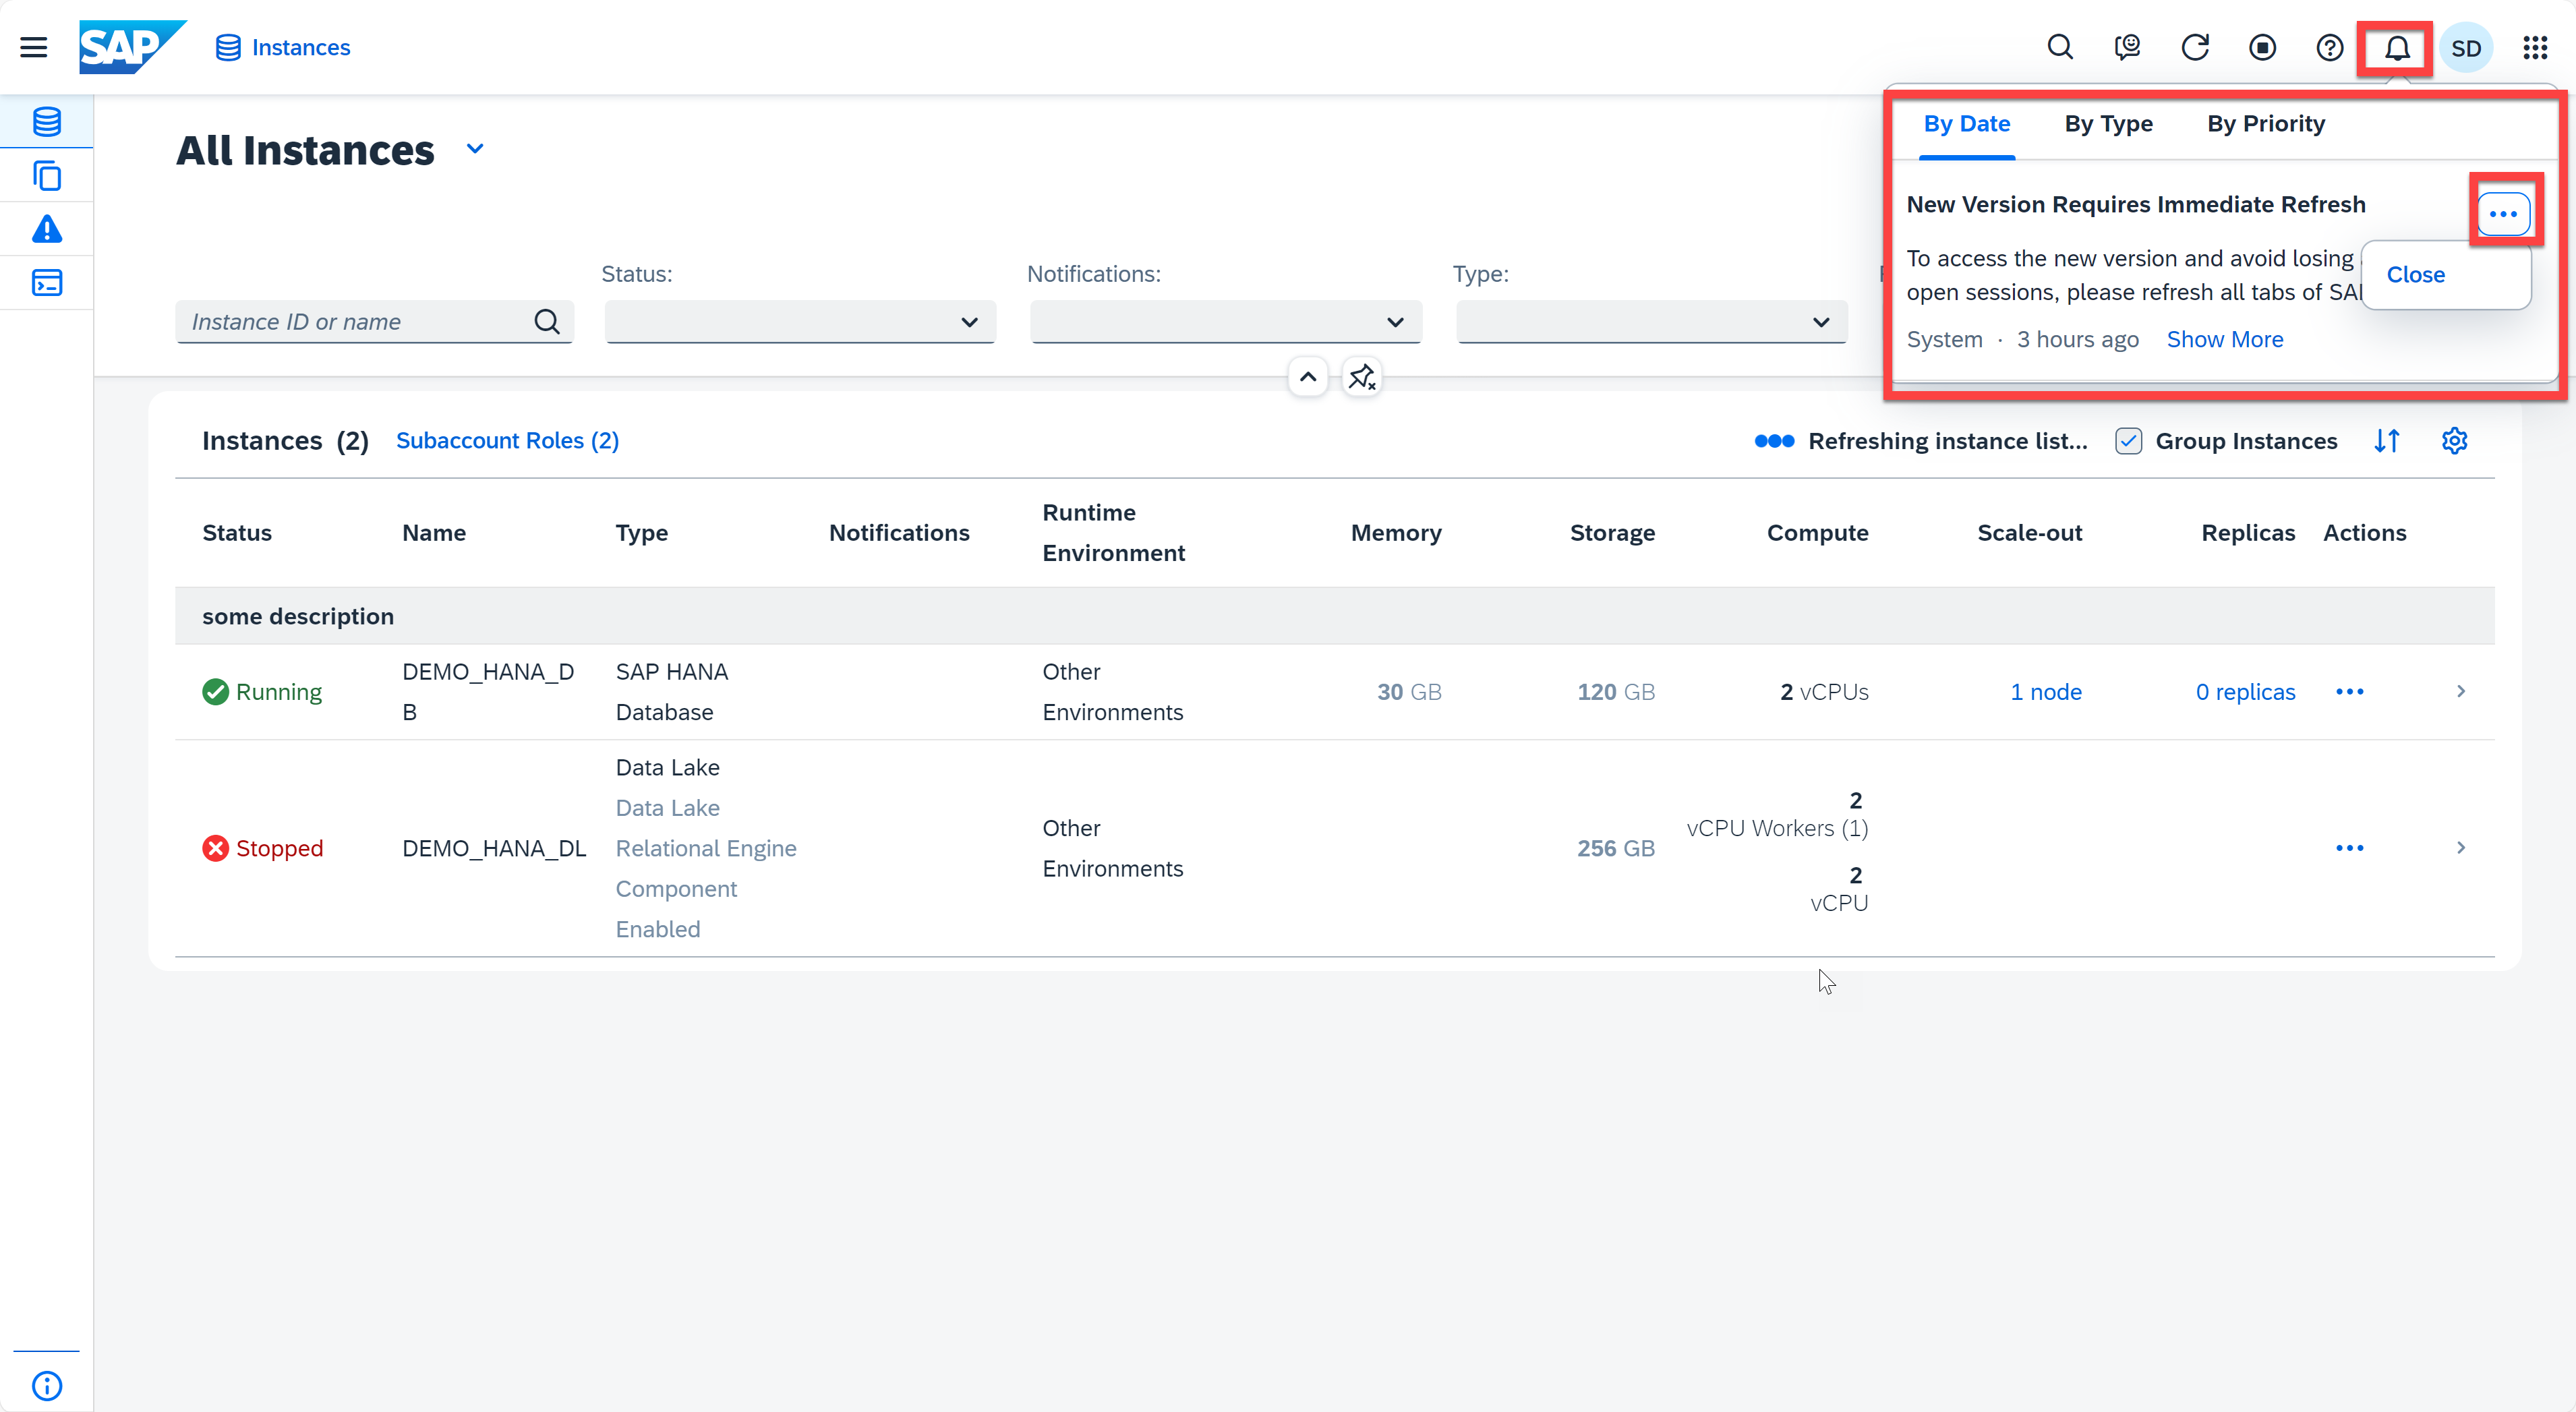 SAP
Instances
SD
By Date By Type By Priority
New Version Requires Immediate Refresh
To access the new version and avoid losing
open sessions, please refresh all tabs of
Close
System · 3 hours ago Show More
All Instances
Status: Notifications: Type:
Instance ID or name
Instances (2) Subaccount Roles (2) Refreshing instance list... Group Instances
Status Name Type Notifications Runtime Environment Memory Storage Compute Scale-out Replicas Actions
some description
Running DEMO_HANA_D SAP HANA Other 30 GB 120 GB 2 vCPUs 1 node 0 replicas
B Database Environments
Data Lake
Data Lake
Relational Engine
Component
Enabled
Stopped DEMO_HANA_DL Other 256 GB
Environments
2
vCPU Workers (1)
2
vCPU